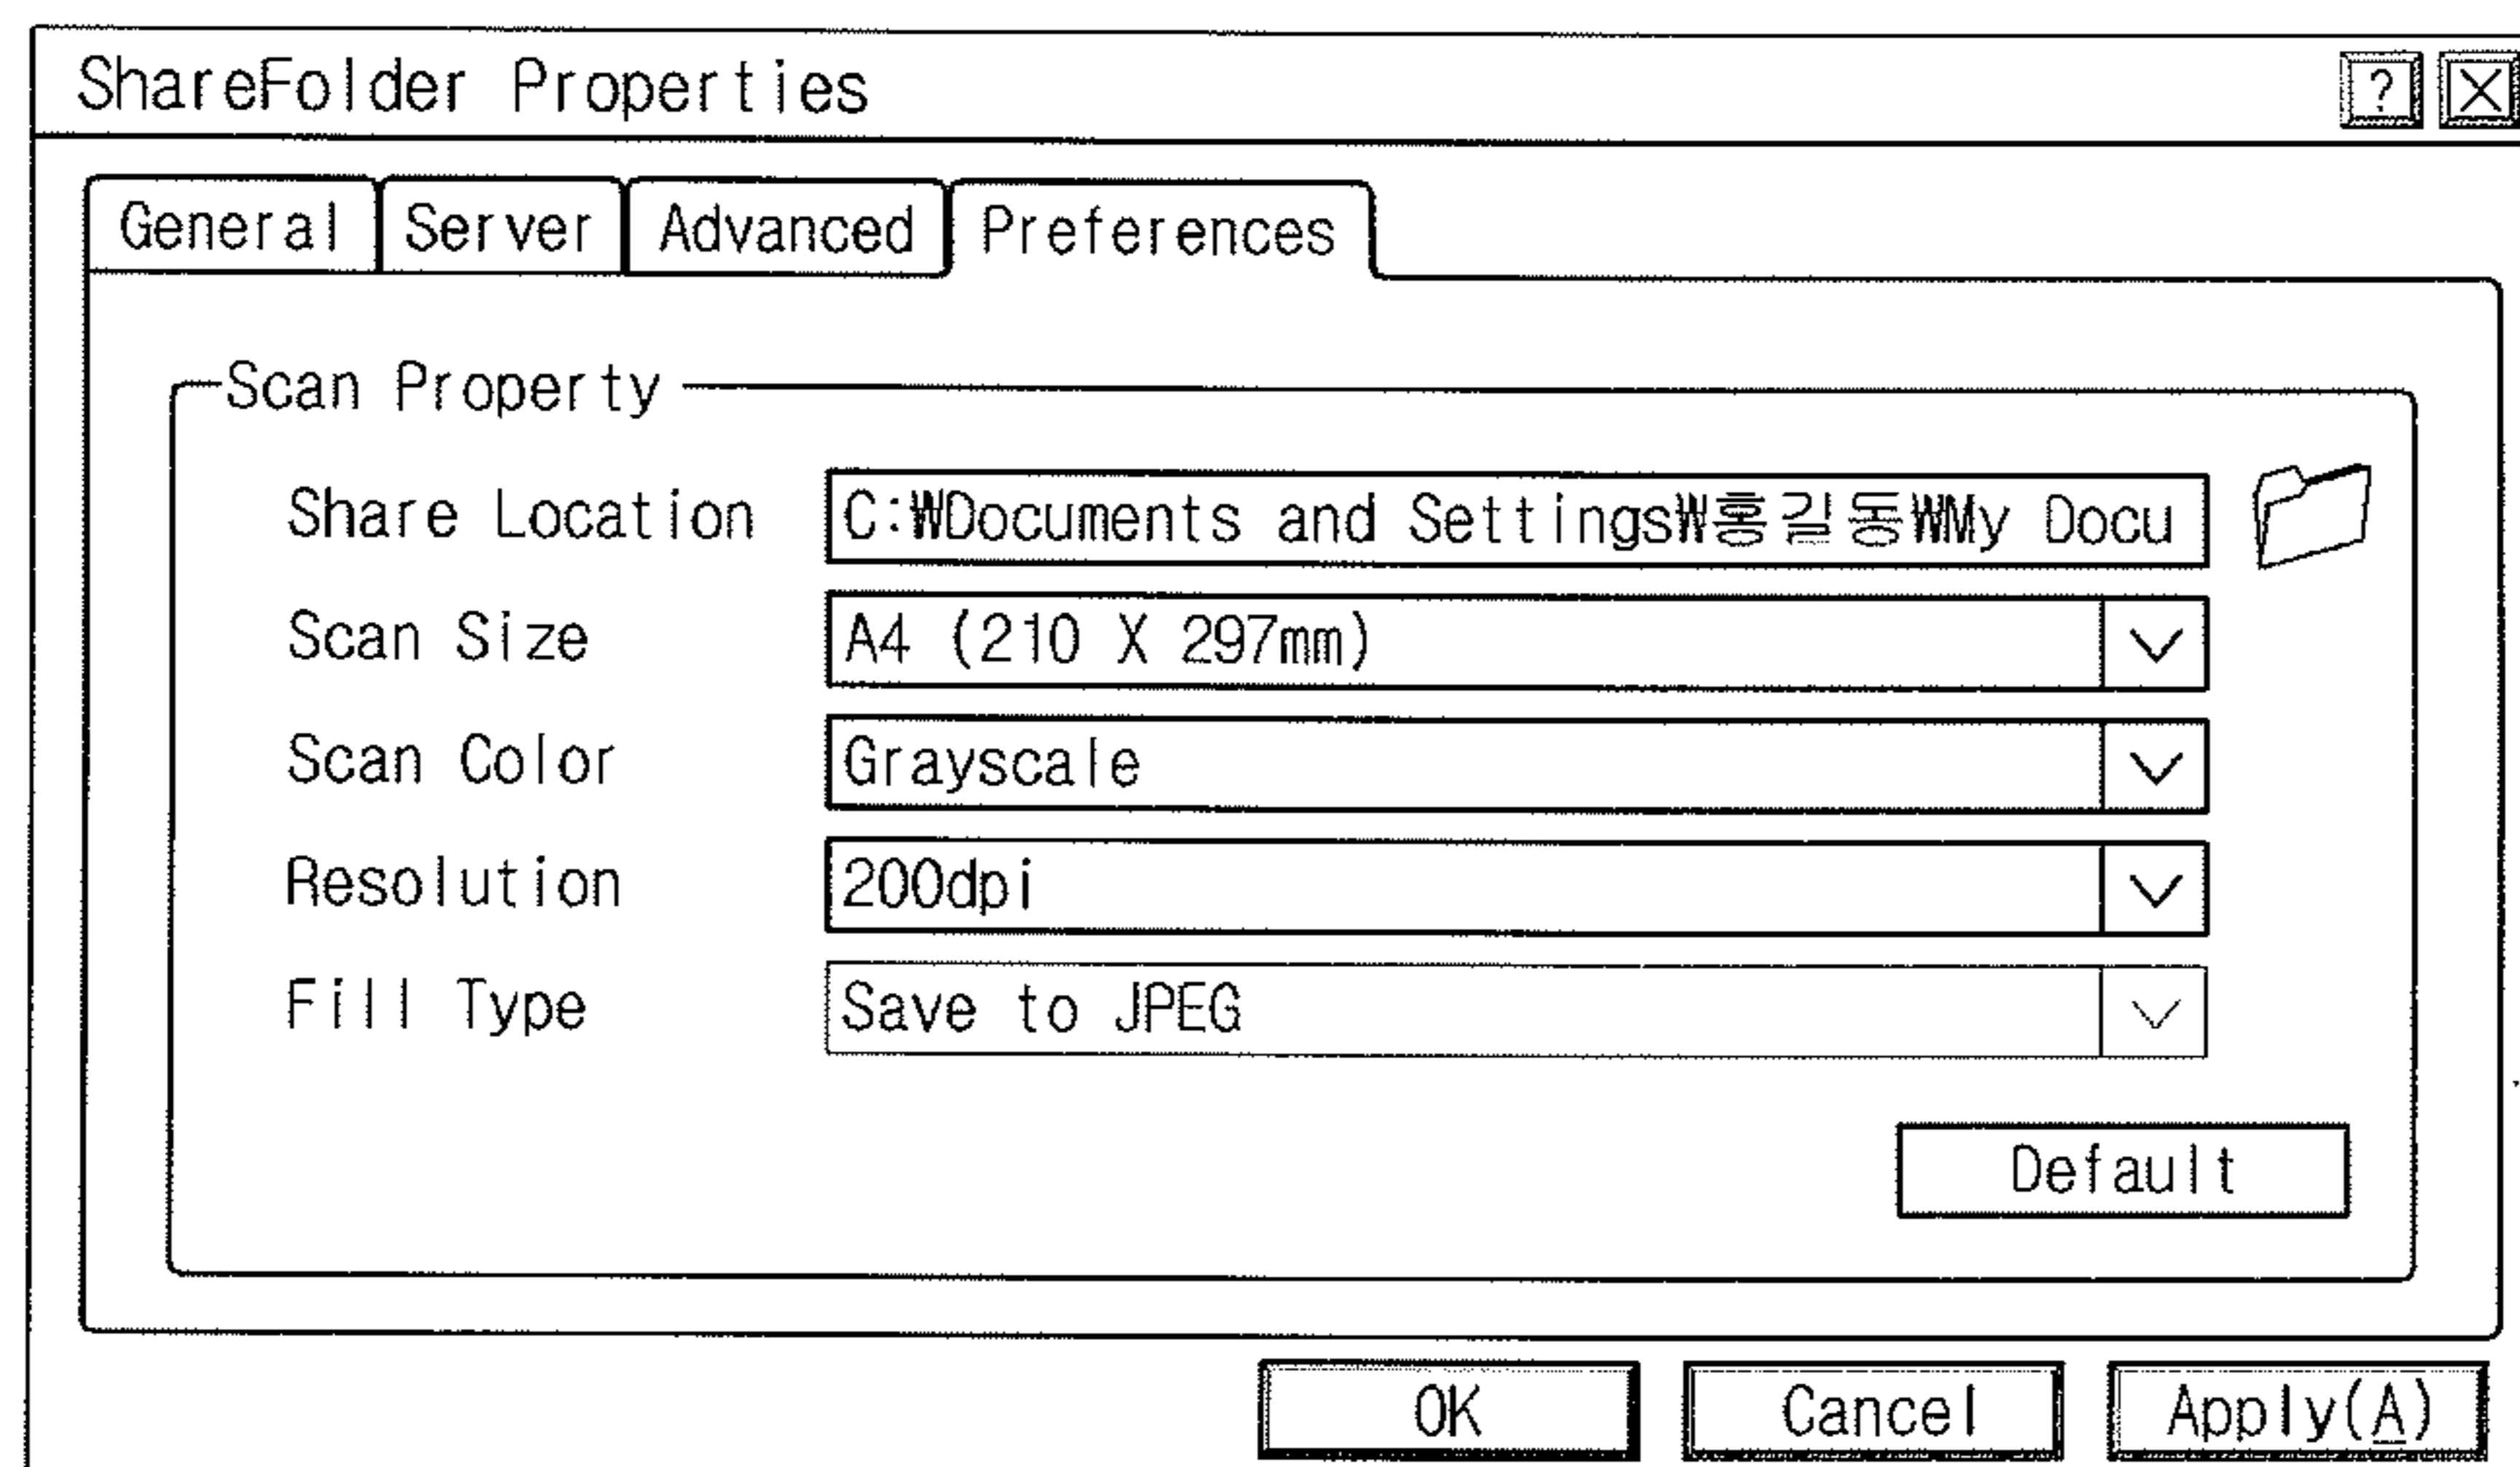 ShareFolder Properties ? X
General Server Advanced Preferences
Scan Property
Share Location C:₩Documents and Settings₩홍길동₩My Docu
Scan Size A4 (210 X 297mm)
Scan Color Grayscale
Resolution 200dpi
Fill Type Save to JPEG
Default
OK Cancel Apply(A)